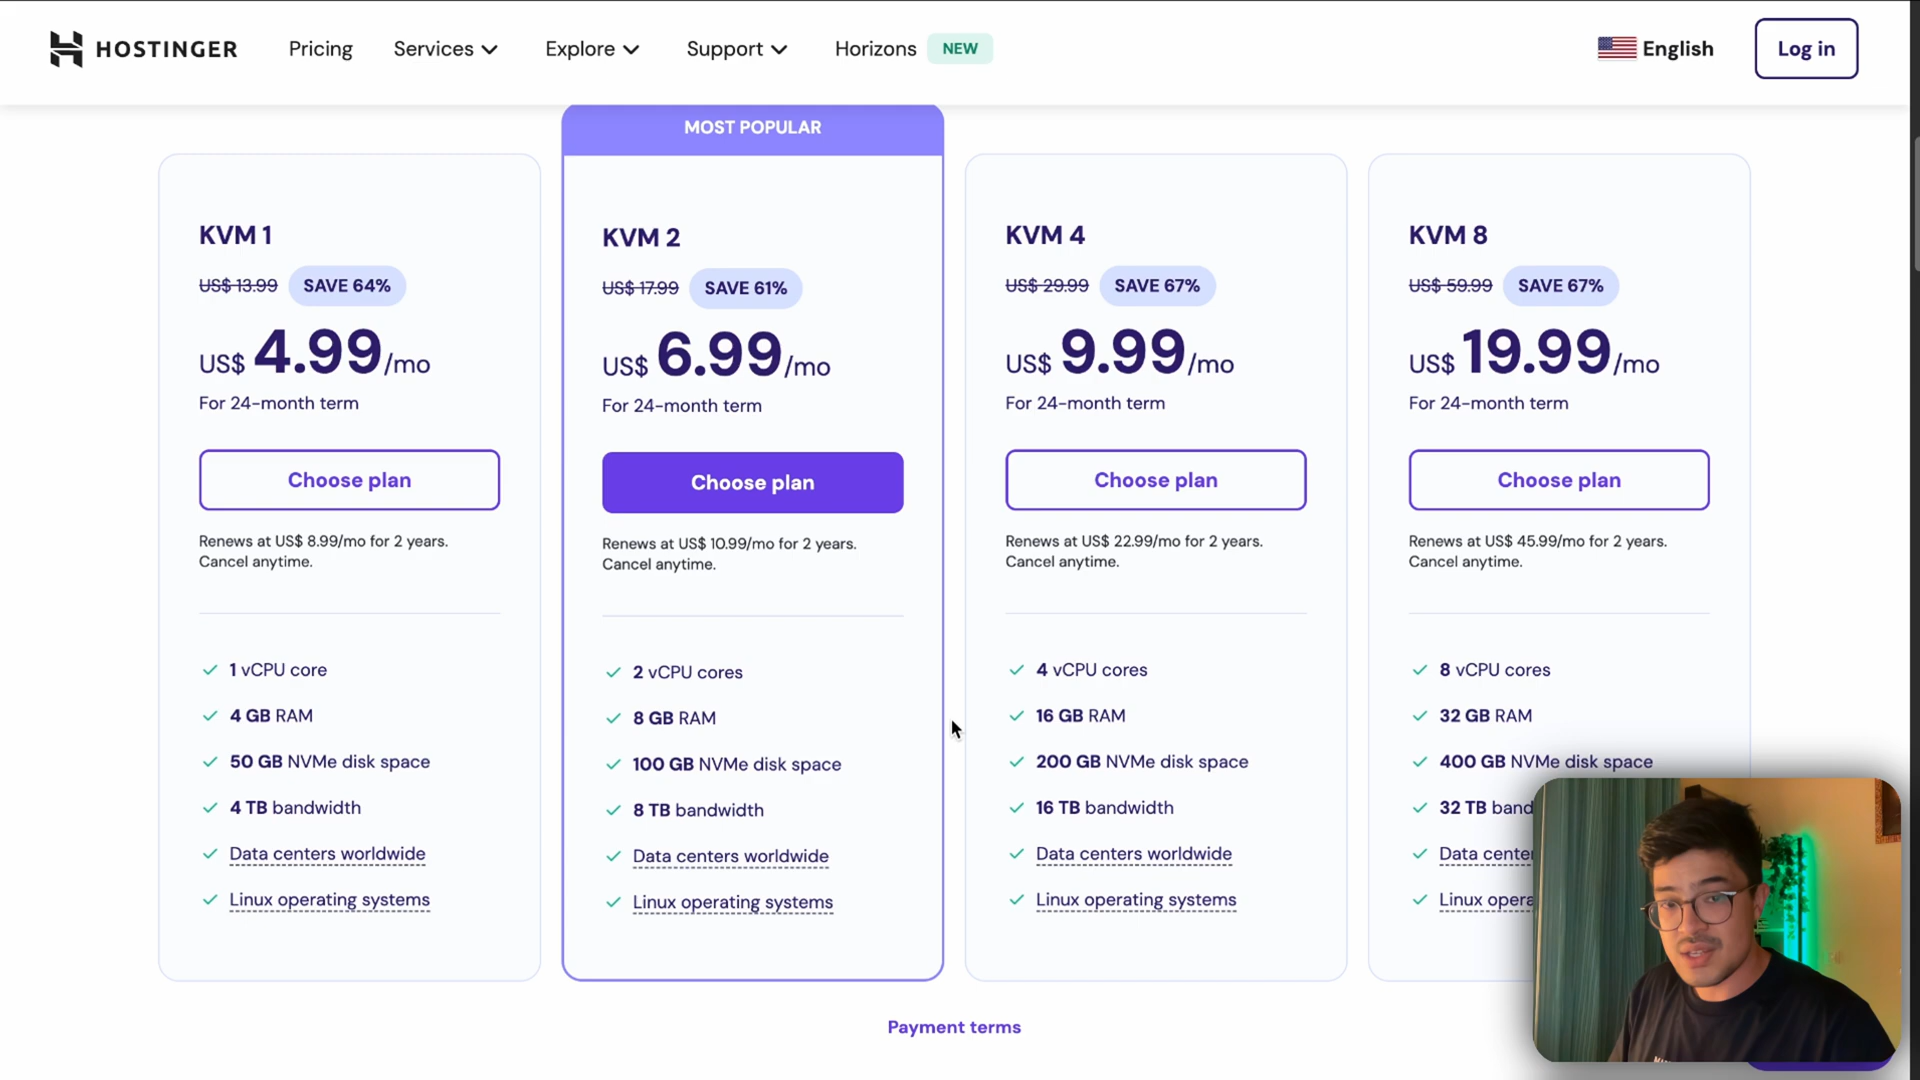 HOSTINGER
Pricing
Services
Explore
Support
Horizons NEW
English
Log in
MOST POPULAR
KVM 1
US$ 13.99 SAVE 64%
US$ 4.99/mo
For 24-month term
Choose plan
Renews at US$ 8.99/mo for 2 years.
Cancel anytime.
1 vCPU core
4 GB RAM
50 GB NVMe disk space
4 TB bandwidth
Data centers worldwide
Linux operating systems
KVM 2
US$ 17.99 SAVE 61%
US$ 6.99/mo
For 24-month term
Choose plan
Renews at US$ 10.99/mo for 2 years.
Cancel anytime.
2 vCPU cores
8 GB RAM
100 GB NVMe disk space
8 TB bandwidth
Data centers worldwide
Linux operating systems
KVM 4
US$ 29.99 SAVE 67%
US$ 9.99/mo
For 24-month term
Choose plan
Renews at US$ 22.99/mo for 2 years.
Cancel anytime.
4 vCPU cores
16 GB RAM
200 GB NVMe disk space
16 TB bandwidth
Data centers worldwide
Linux operating systems
KVM 8
US$ 59.99 SAVE 67%
US$ 19.99/mo
For 24-month term
Choose plan
Renews at US$ 45.99/mo for 2 years.
Cancel anytime.
8 vCPU cores
32 GB RAM
400 GB NVMe disk space
32 TB band
Data cente
Linux opera
Payment terms